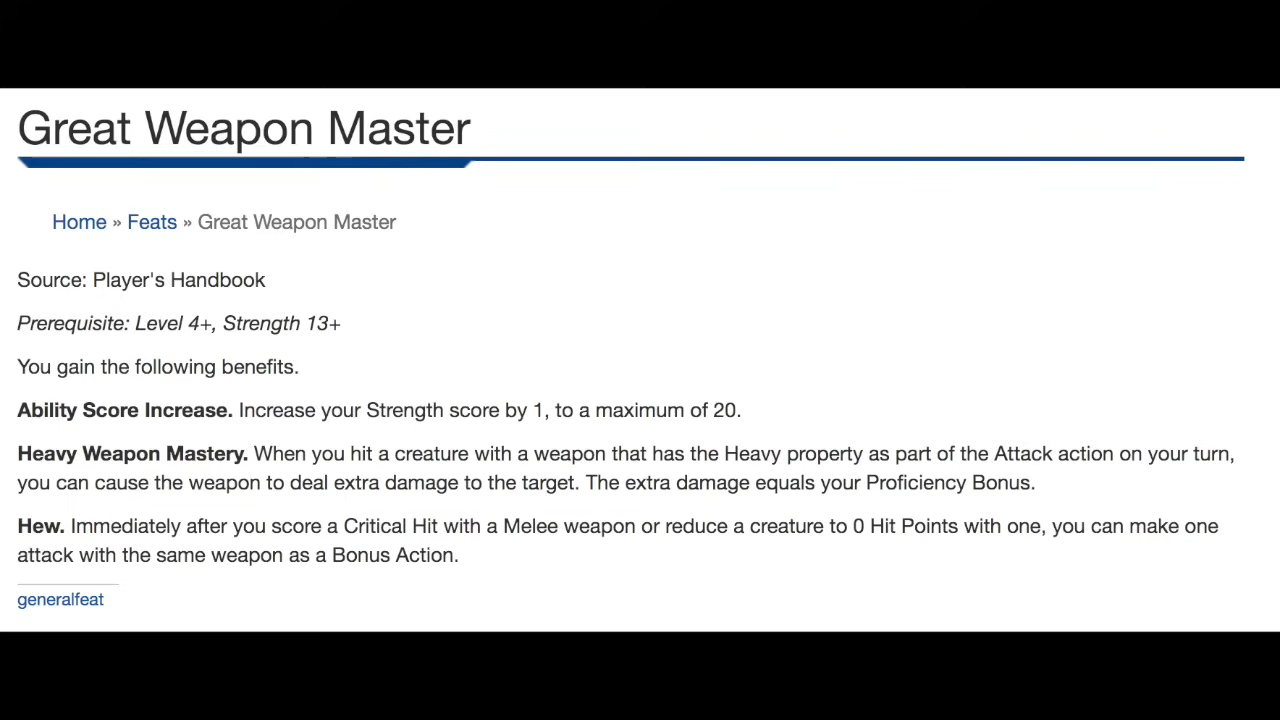 Great Weapon Master
Home » Feats » Great Weapon Master
Source: Player's Handbook
Prerequisite: Level 4+, Strength 13+
You gain the following benefits.
Ability Score Increase. Increase your Strength score by 1, to a maximum of 20.
Heavy Weapon Mastery. When you hit a creature with a weapon that has the Heavy property as part of the Attack action on your turn,
you can cause the weapon to deal extra damage to the target. The extra damage equals your Proficiency Bonus.
Hew. Immediately after you score a Critical Hit with a Melee weapon or reduce a creature to 0 Hit Points with one, you can make one
attack with the same weapon as a Bonus Action.
generalfeat